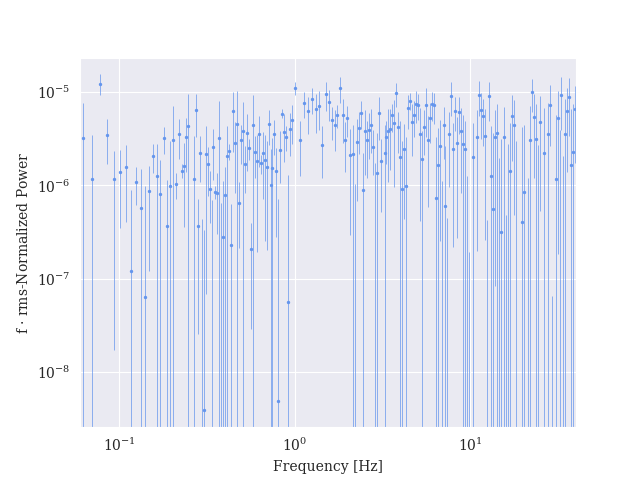 10⁻⁵
10⁻⁶
10⁻⁷
10⁻⁸
f · rms-Normalized Power
10⁻¹ 10⁰ 10¹
Frequency [Hz]